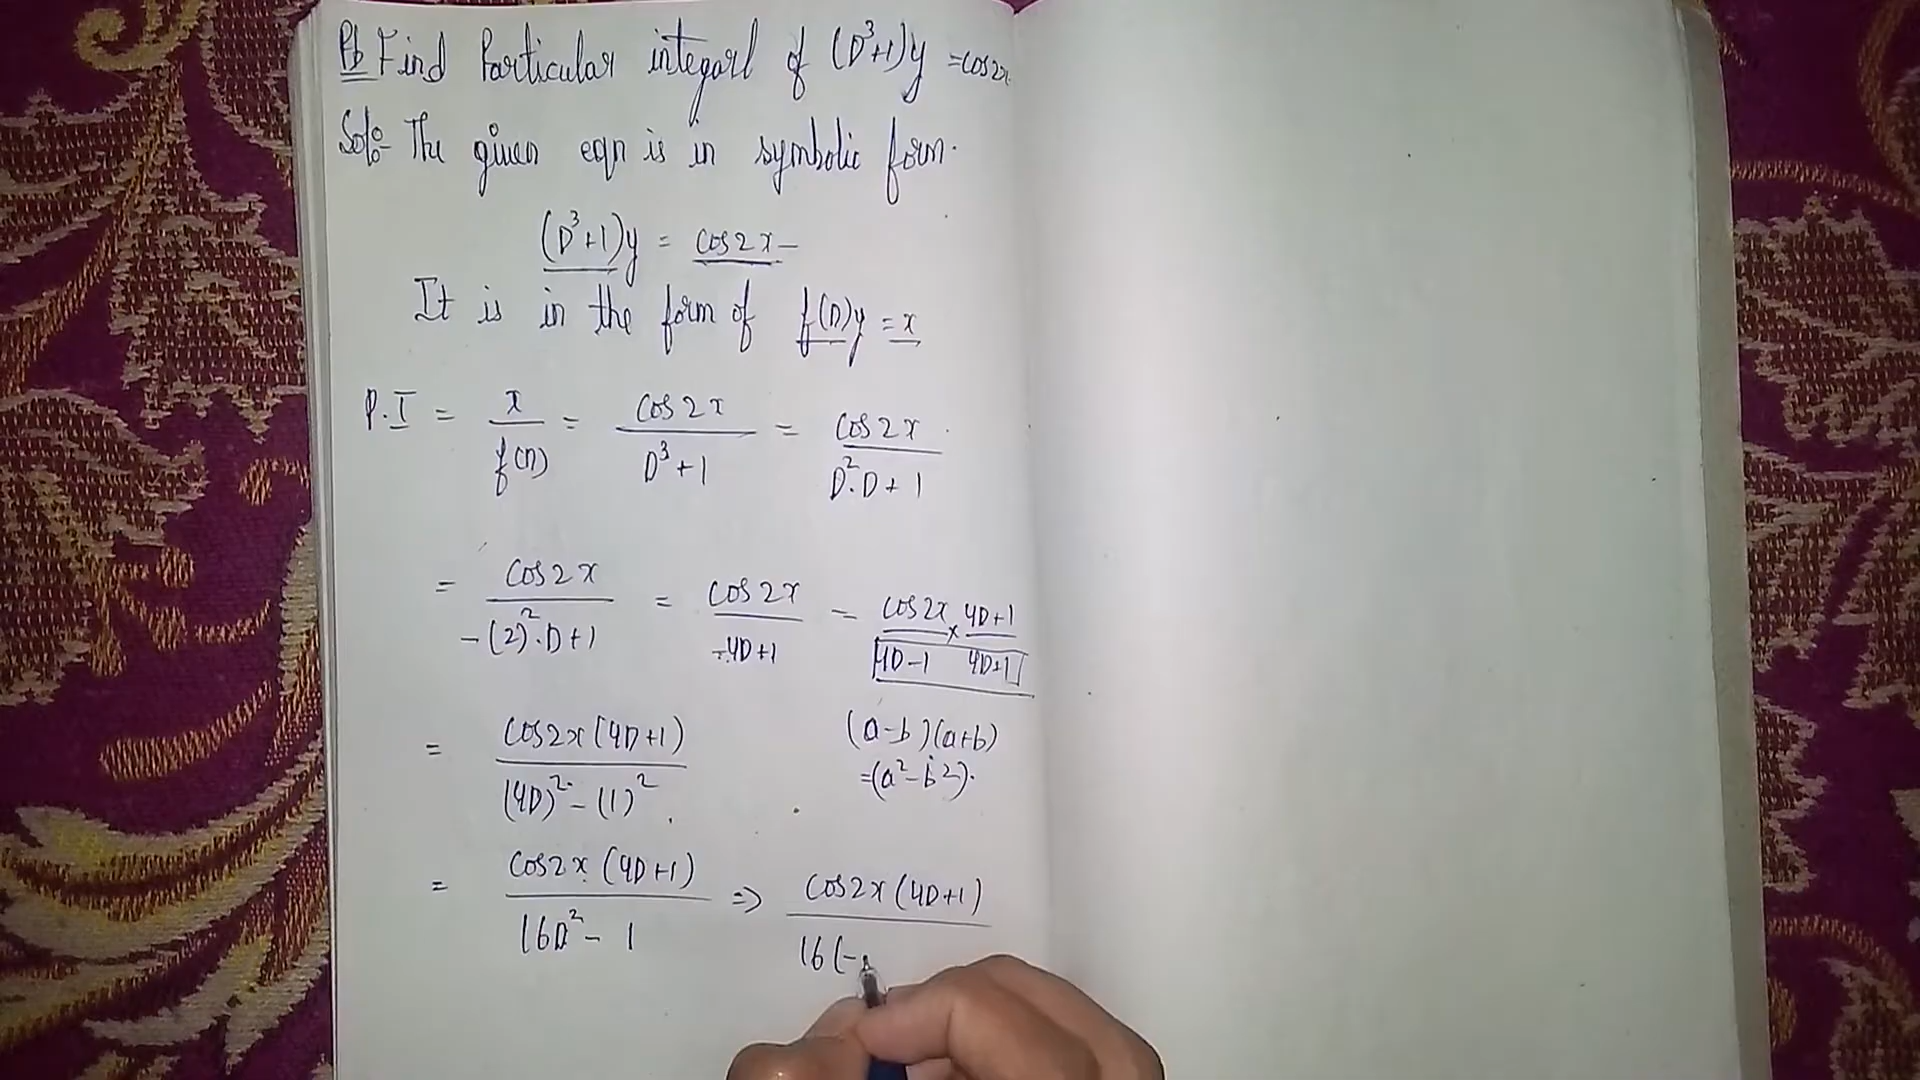 Pb Find Particular integarl of (D³+1)y = cos2x
Sol:- The given eqn is in symbolic form.
(D³+1)y = cos2x
It is in the form of f(D)y = x
P.I = x/f(D) = cos2x/D³+1 = cos2x/D².D+1
= cos2x/-(2)².D+1 = cos2x/-4D+1 = cos2x/4D-1 × 4D+1/4D+1
= cos2x(4D+1)/(4D)²-(1)²
(a-b)(a+b)
=(a²-b²).
= cos2x(4D+1)/16D²-1 => cos2x(4D+1)/16(-